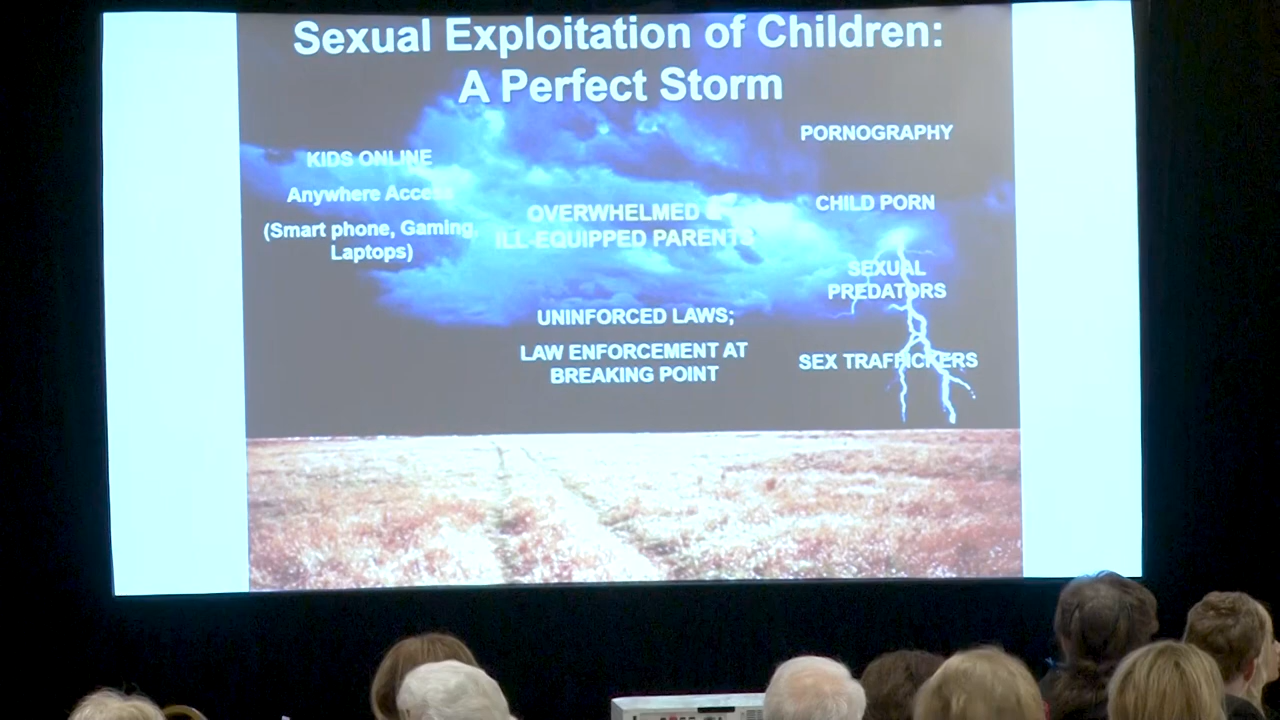 Sexual Exploitation of Children:
A Perfect Storm
KIDS ONLINE
Anywhere Access
(Smart phone, Gaming,
Laptops)
OVERWHELMED &
ILL-EQUIPPED PARENTS
UNINFORCED LAWS;
LAW ENFORCEMENT AT
BREAKING POINT
PORNOGRAPHY
CHILD PORN
SEXUAL
PREDATORS
SEX TRAFFICKERS